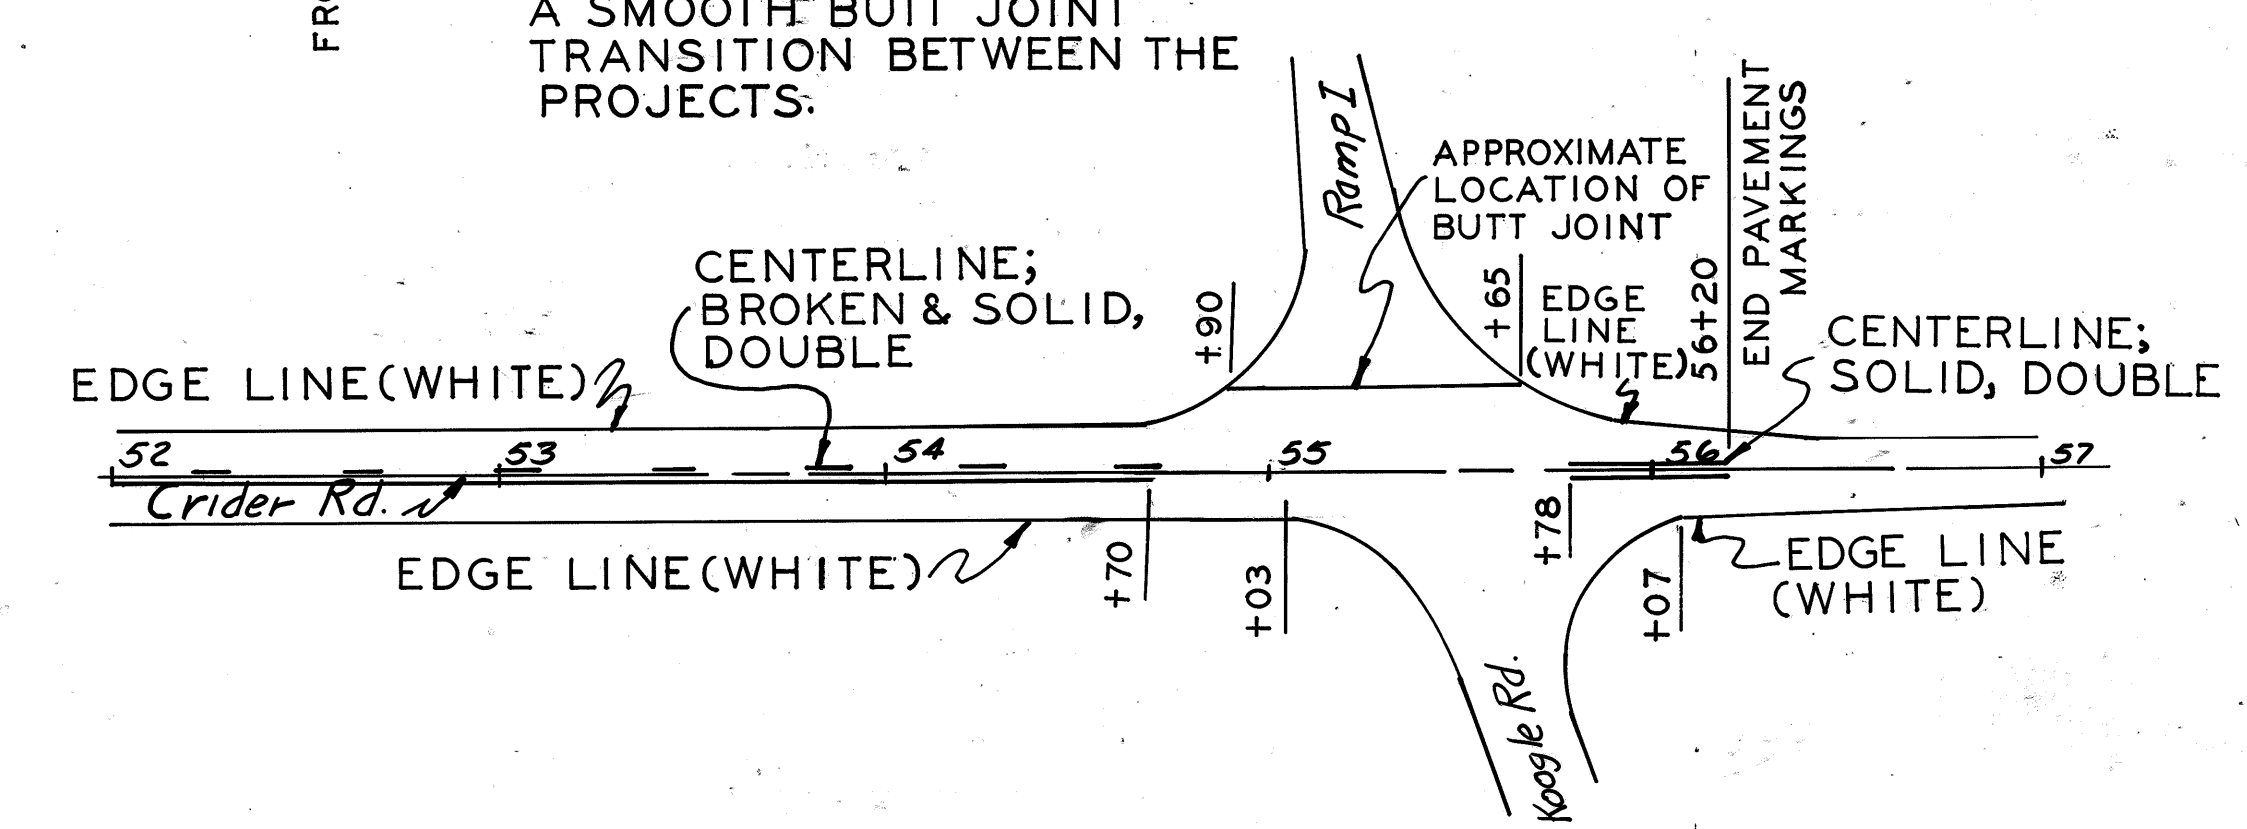 A SMOOTH BUTT JOINT
TRANSITION BETWEEN THE
PROJECTS.
Ramp I
APPROXIMATE
LOCATION OF
BUTT JOINT
END PAVEMENT
MARKINGS
56+20
CENTERLINE;
BROKEN & SOLID,
DOUBLE
+90
+65
EDGE
LINE
(WHITE)
CENTERLINE;
SOLID, DOUBLE
EDGE LINE(WHITE)
52
53
54
55
56
57
Crider Rd.
EDGE LINE(WHITE)
+70
+03
+78
+07
EDGE LINE
(WHITE)
Koogle Rd.